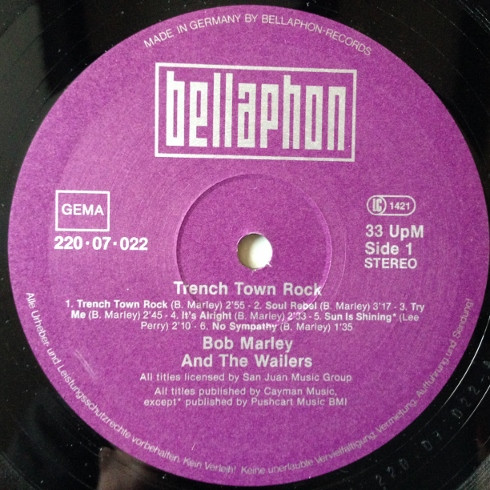 MADE IN GERMANY BY BELLAPHON-RECORDS
bellaphon
GEMA
220·07·022
LC 1421
33 UpM
Side 1
STEREO
Trench Town Rock
1. Trench Town Rock (B. Marley) 2'55 - 2. Soul Rebel (B. Marley) 3'17 - 3. Try
Me (B. Marley) 2'45 - 4. It's Alright (B. Marley) 2'33 - 5. Sun Is Shining* (Lee
Perry) 2'10 - 6. No Sympathy (B. Marley) 1'35
Bob Marley
And The Wailers
All titles licensed by San Juan Music Group
All titles published by Cayman Music,
except* published by Pushcart Music BMI
Alle Urheber- und Leistungsschutzrechte vorbehalten. Kein Verleih! Keine unerlaubte Vervielfältigung, Vermietung, Aufführung und Sendung!
220.07.022